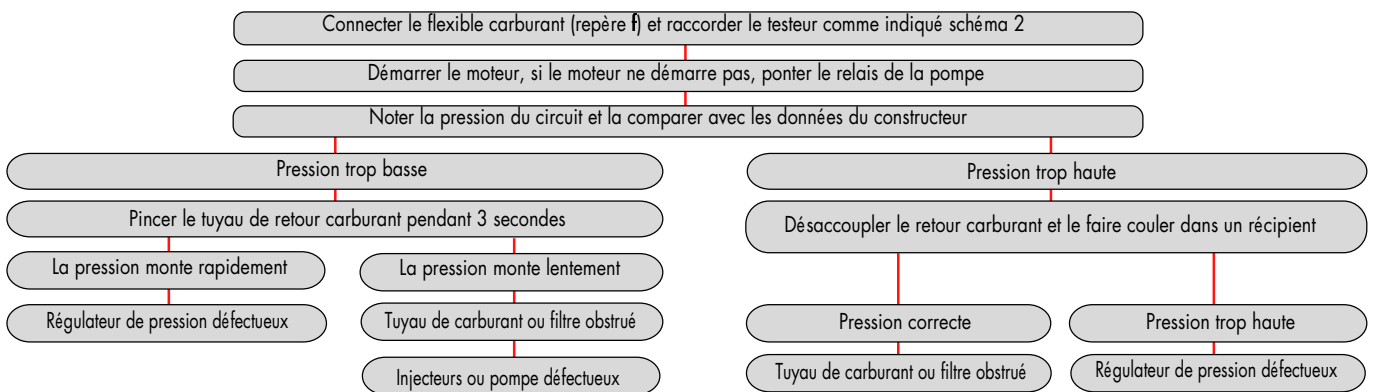 Connecter le flexible carburant (repère f) et raccorder le testeur comme indiqué schéma 2
Démarrer le moteur, si le moteur ne démarre pas, ponter le relais de la pompe
Noter la pression du circuit et la comparer avec les données du constructeur
Pression trop basse
Pression trop haute
Pincer le tuyau de retour carburant pendant 3 secondes
Désaccoupler le retour carburant et le faire couler dans un récipient
La pression monte rapidement
La pression monte lentement
Régulateur de pression défectueux
Tuyau de carburant ou filtre obstrué
Pression correcte
Pression trop haute
Injecteurs ou pompe défectueux
Tuyau de carburant ou filtre obstrué
Régulateur de pression défectueux